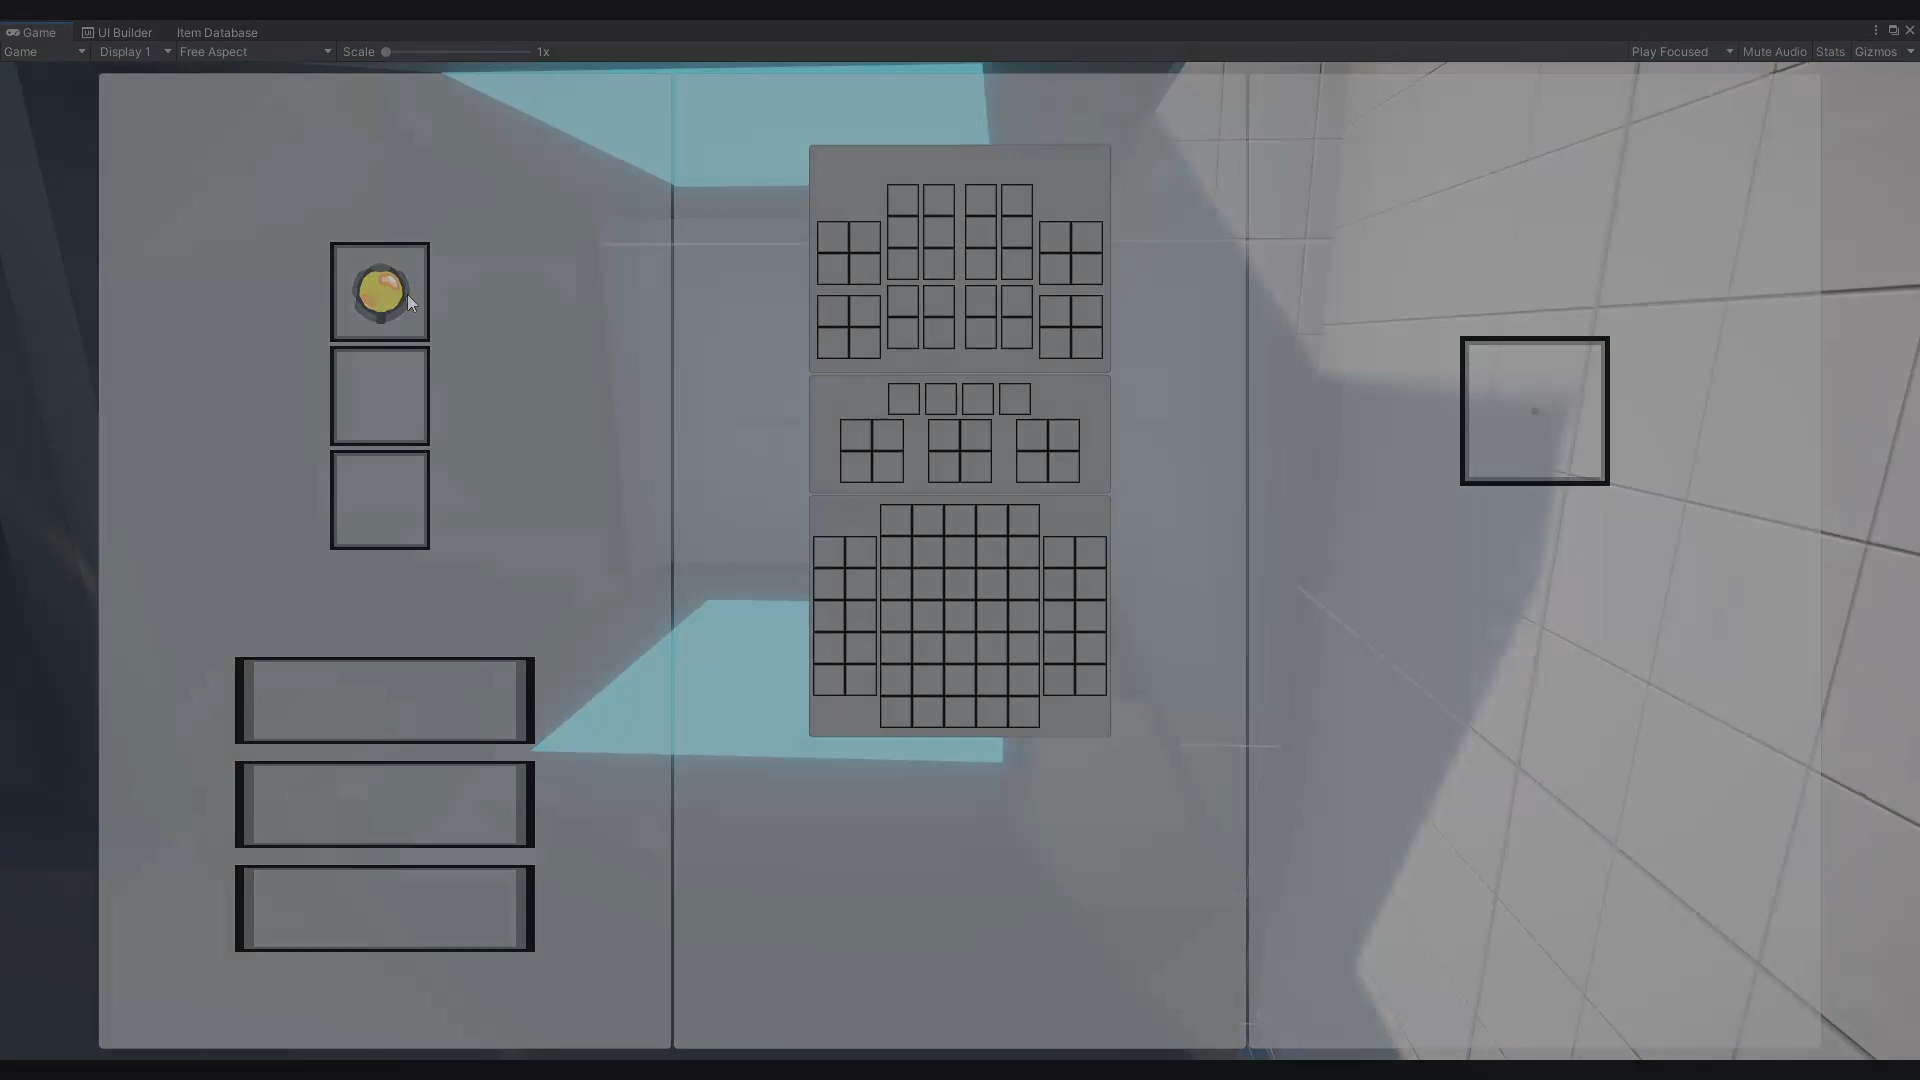 Game UI Builder Item Database
Game Display 1 Free Aspect Scale 1x Play Focused Mute Audio Stats Gizmos